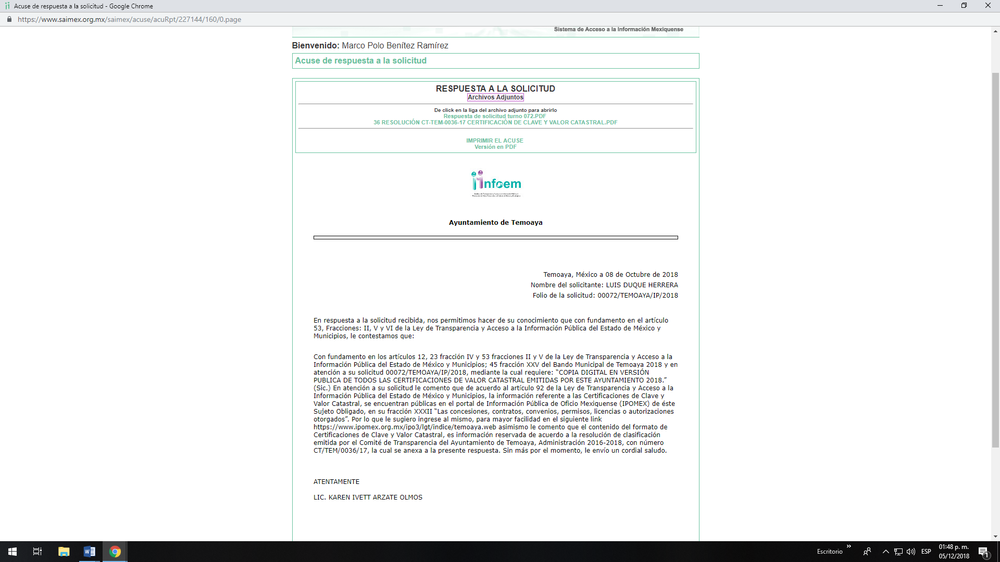 Acuse de respuesta a la solicitud - Google Chrome
https://www.saimex.org.mx/saimex/acuse/acuRpt/227144/160/0.page
Sistema de Acceso a la Información Mexiquense
Bienvenido: Marco Polo Benítez Ramírez
Acuse de respuesta a la solicitud
RESPUESTA A LA SOLICITUD
Archivos Adjuntos
De click en la liga del archivo adjunto para abrirlo
Respuesta de solicitud turno 072.PDF
36 RESOLUCIÓN CT-TEM-0036-17 CERTIFICACIÓN DE CLAVE Y VALOR CATASTRAL.PDF
IMPRIMIR EL ACUSE
Versión en PDF
infoem
Ayuntamiento de Temoaya
Temoaya, México a 08 de Octubre de 2018
Nombre del solicitante: LUIS DUQUE HERRERA
Folio de la solicitud: 00072/TEMOAYA/IP/2018
En respuesta a la solicitud recibida, nos permitimos hacer de su conocimiento que con fundamento en el artículo
53, Fracciones: II, V y VI de la Ley de Transparencia y Acceso a la Información Pública del Estado de México y
Municipios, le contestamos que:
Con fundamento en los artículos 12, 23 fracción IV y 53 fracciones II y V de la Ley de Transparencia y Acceso a la
Información Pública del Estado de México y Municipios; 45 fracción XXV del Bando Municipal de Temoaya 2018 y en
atención a su solicitud 00072/TEMOAYA/IP/2018, mediante la cual requiere: “COPIA DIGITAL EN VERSIÓN
PUBLICA DE TODOS LAS CERTIFICACIONES DE VALOR CATASTRAL EMITIDAS POR ESTE AYUNTAMIENTO 2018.”
(Sic.) En atención a su solicitud le comento que de acuerdo al artículo 92 de la Ley de Transparencia y Acceso a la
Información Pública del Estado de México y Municipios, la información referente a las Certificaciones de Clave y
Valor Catastral, se encuentran públicas en el portal de Información Pública de Oficio Mexiquense (IPOMEX) de éste
Sujeto Obligado, en su fracción XXXII “Las concesiones, contratos, convenios, permisos, licencias o autorizaciones
otorgados”. Por lo que le sugiero ingrese al mismo, para mayor facilidad en el siguiente link
https://www.ipomex.org.mx/ipo3/lgt/indice/temoaya.web asimismo le comento que el contenido del formato de
Certificaciones de Clave y Valor Catastral, es información reservada de acuerdo a la resolución de clasificación
emitida por el Comité de Transparencia del Ayuntamiento de Temoaya, Administración 2016-2018, con número
CT/TEM/0036/17, la cual se anexa a la presente respuesta. Sin más por el momento, le envío un cordial saludo.
ATENTAMENTE
LIC. KAREN IVETT ARZATE OLMOS
Escritorio
ESP
01:48 p. m.
05/12/2018
1